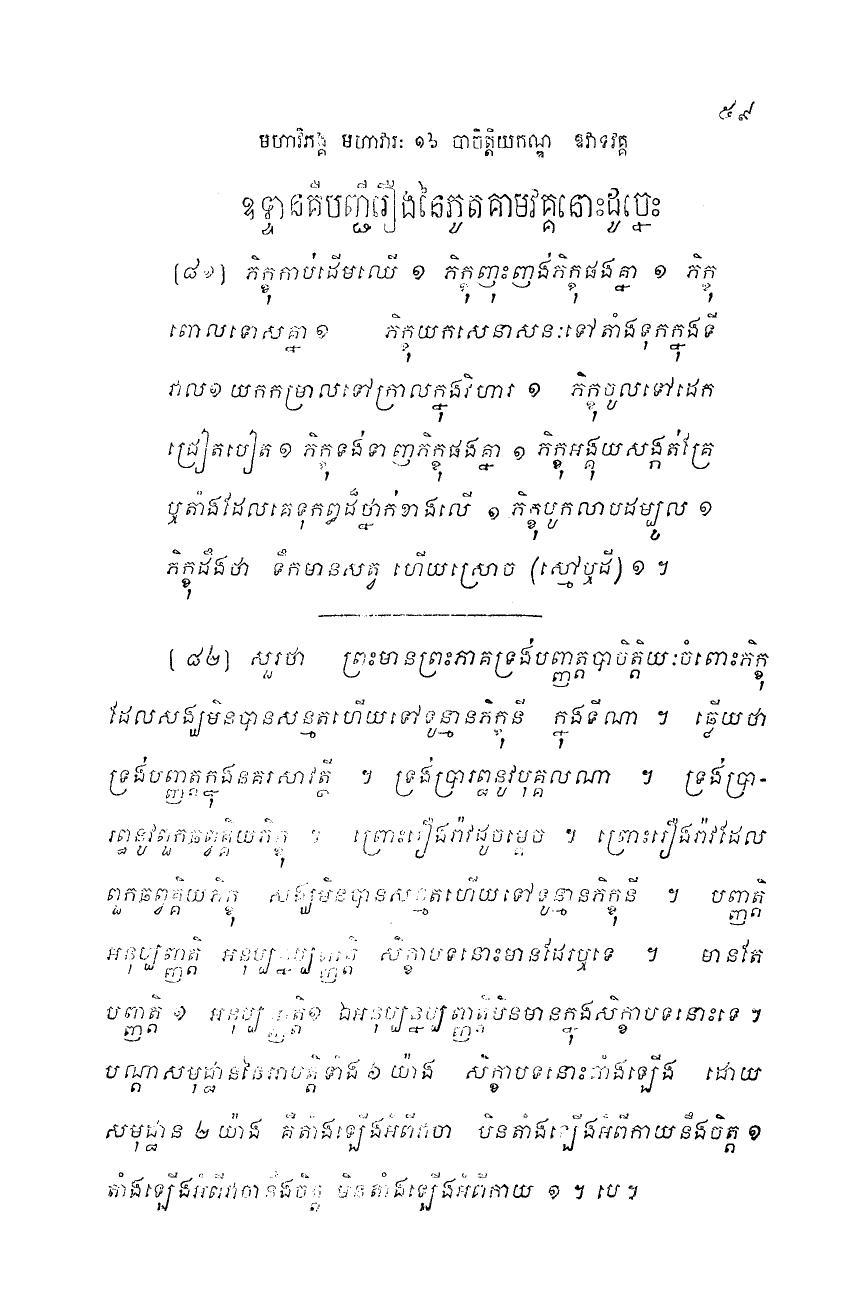 ៥៩
មហាវិភង្គ មហាវារៈ ១៦ បាចិត្តិយកណ្ឌ ឱវាទវគ្គ
ឧទ្ទានគឺបញ្ជីរឿងនៃភូតគាមវគ្គនោះដូច្នេះ
(៨១) ភិក្ខុកាប់ដើមឈើ ១ ភិក្ខុញុះញង់ភិក្ខុផងគ្នា ១ ភិក្ខុ
ពោលទោសគ្នា ១ ភិក្ខុយកសេនាសនៈទៅតាំងទុកក្នុងទី
វាល១ យកកម្រាលទៅក្រាលក្នុងវិហារ ១ ភិក្ខុចូលទៅដេក
ជ្រៀតបៀត ១ ភិក្ខុទង់ទាញភិក្ខុផងគ្នា ១ ភិក្ខុអង្គុយសង្កត់គ្រែ
ឬតាំងដែលគេទុកឰដ៏ថ្នាក់ខាងលើ ១ ភិក្ខុបូកលាបដម្បូល ១
ភិក្ខុដឹងថា ទឹកមានសត្វ ហើយស្រោច (ស្មៅឬដី) ១ ។
(៨២) សួរថា ព្រះមានព្រះភាគទ្រង់បញ្ញត្តបាចិត្តិយៈចំពោះភិក្ខុ
ដែលសង្ឃមិនបានសន្មតហើយទៅទូន្មានភិក្ខុនី ក្នុងទីណា ។ ឆ្លើយថា
ទ្រង់បញ្ញត្តក្នុងនគរសាវត្ថី ។ ទ្រង់ប្រារព្ធនូវបុគ្គលណា ។ ទ្រង់ប្រា-
រព្ធនូវពួកឆព្វគ្គិយភិក្ខុ ។ ព្រោះរឿងរ៉ាវដូចម្តេច ។ ព្រោះរឿងរ៉ាវដែល
ពួកឆព្វគ្គិយភិក្ខុ សង្ឃមិនបានសន្មតហើយទៅទូន្មានភិក្ខុនី ។ បញ្ញត្តិ
អនុប្បញ្ញត្តិ អនុប្បន្នប្បញ្ញត្តិ សិក្ខាបទនោះមានដែរឬទេ ។ មានតែ
បញ្ញត្តិ ១ អនុប្បញ្ញត្តិ១ ឯអនុប្បន្នប្បញ្ញត្តិមិនមានក្នុងសិក្ខាបទនោះទេ ។
បណ្តាសមុដ្ឋាននៃអាបត្តិទាំង ៦ យ៉ាង សិក្ខាបទនោះតាំងឡើង ដោយ
សមុដ្ឋាន ២ យ៉ាង គឺតាំងឡើងអំពីវាចា មិនតាំងឡើងអំពីកាយនឹងចិត្ត ១
តាំងឡើងអំពីវាចានឹងចិត្ត មិនតាំងឡើងអំពីកាយ ១ ។ បេ ។